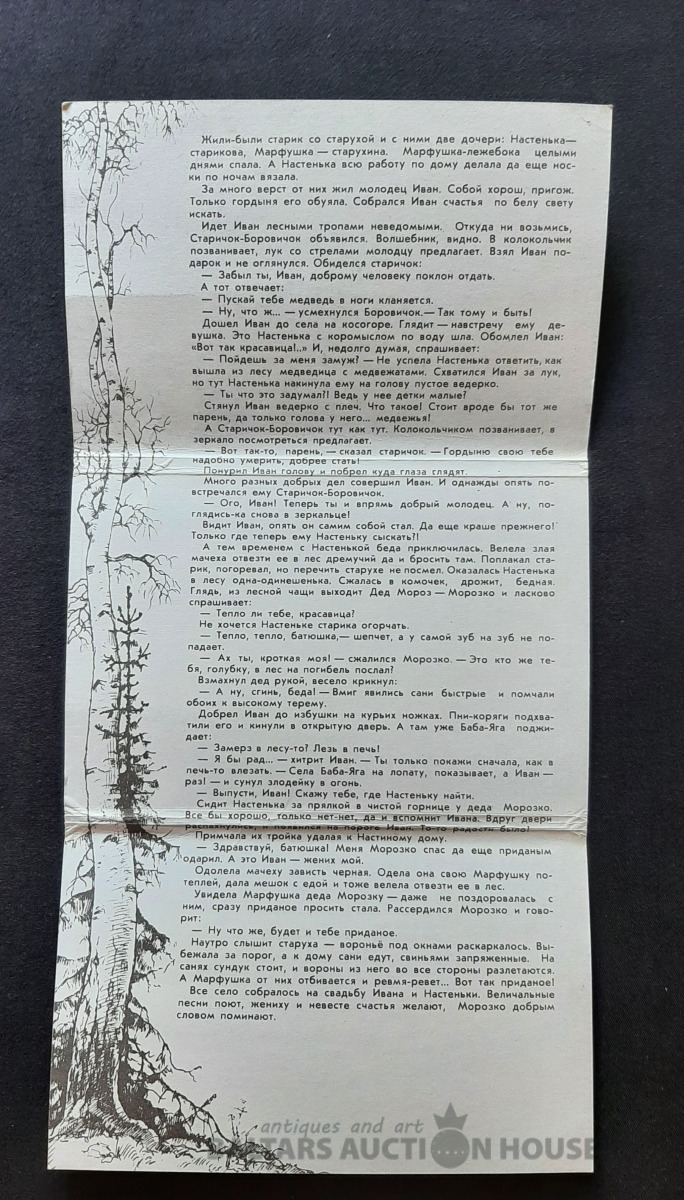 Жили-были старик со старухой и с ними две дочери: Настенька—
старикова, Марфушка — старухина. Марфушка-лежебока целыми
днями спала. А Настенька всю работу по дому делала да еще нос-
ки по ночам вязала.
За много верст от них жил молодец Иван. Собой хорош, пригож.
Только гордыня его обуяла. Собрался Иван счастья по белу свету
искать.
Идет Иван лесными тропами неведомыми. Откуда ни возьмись,
Старичок-Боровичок объявился. Волшебник, видно. В колокольчик
позванивает, лук со стрелами молодцу предлагает. Взял Иван по-
дарок и не оглянулся. Обиделся старичок:
— Забыл ты, Иван, доброму человеку поклон отдать.
А тот отвечает:
— Пускай тебе медведь в ноги кланяется.
— Ну, что ж... — усмехнулся Боровичок.— Так тому и быть!
Дошел Иван до села на косогоре. Глядит — навстречу ему де-
вушка. Это Настенька с коромыслом по воду шла. Обомлел Иван:
«Вот так красавица!..» И, недолго думая, спрашивает:
— Пойдешь за меня замуж? — Не успела Настенька ответить, как
вышла из лесу медведица с медвежатами. Схватился Иван за лук,
но тут Настенька накинула ему на голову пустое ведерко.
— Ты что это задумал?! Ведь у нее детки малые?
Стянул Иван ведерко с плеч. Что такое! Стоит вроде бы тот же
парень, да только голова у него... медвежья!
А Старичок-Боровичок тут как тут. Колокольчиком позванивает, в
зеркало посмотреться предлагает.
— Вот так-то, парень, — сказал старичок. — Гордыню свою тебе
надобно умерить, добрее стать!
Понурил Иван голову и побрел куда глаза глядят.
Много разных добрых дел совершил Иван. И однажды опять по-
встречался ему Старичок-Боровичок.
— Ого, Иван! Теперь ты и впрямь добрый молодец. А ну, по-
глядись-ка снова в зеркальце!
Видит Иван, опять он самим собой стал. Да еще краше прежнего!
Только где теперь ему Настеньку сыскать?!
А тем временем с Настенькой беда приключилась. Велела злая
мачеха отвезти ее в лес дремучий да и бросить там. Поплакал ста-
рик, погоревал, но перечить старухе не посмел. Оказалась Настенька
в лесу одна-одинешенька. Сжалась в комочек, дрожит, бедная.
Глядь, из лесной чащи выходит Дед Мороз — Морозко и ласково
спрашивает:
— Тепло ли тебе, красавица?
Не хочется Настеньке старика огорчать.
— Тепло, тепло, батюшка,— шепчет, а у самой зуб на зуб не по-
падает.
— Ах ты, кроткая моя! — сжалился Морозко. — Это кто же те-
бя, голубку, в лес на погибель послал?
Взмахнул дед рукой, весело крикнул:
— А ну, сгинь, беда! — Вмиг явились сани быстрые и помчали
обоих к высокому терему.
Добрел Иван до избушки на курьих ножках. Пни-коряги подхва-
тили его и кинули в открытую дверь. А там уже Баба-Яга поджи-
дает:
— Замерз в лесу-то? Лезь в печь!
— Я бы рад... — хитрит Иван. — Ты только покажи сначала, как в
печь-то влезать. — Села Баба-Яга на лопату, показывает, а Иван —
раз! — и сунул злодейку в огонь.
— Выпусти, Иван! Скажу тебе, где Настеньку найти.
Сидит Настенька за прялкой в чистой горнице у деда Морозко.
Все бы хорошо, только нет-нет, да и вспомнит Ивана. Вдруг двери
распахнулись, и появился на пороге Иван. То-то радости было!
Примчала их тройка удалая к Настиному дому.
— Здравствуй, батюшка! Меня Морозко спас да еще приданым
одарил. А это Иван — жених мой.
Одолела мачеху зависть черная. Одела она свою Марфушку по-
теплей, дала мешок с едой и тоже велела отвезти ее в лес.
Увидела Марфушка деда Морозку — даже не поздоровалась с
ним, сразу приданое просить стала. Рассердился Морозко и гово-
рит:
— Ну что же, будет и тебе приданое.
Наутро слышит старуха — вороньё под окнами раскаркалось. Вы-
бежала за порог, а к дому сани едут, свиньями запряженные. На
санях сундук стоит, и вороны из него во все стороны разлетаются.
А Марфушка от них отбивается и ревмя-ревет... Вот так приданое!
Все село собралось на свадьбу Ивана и Настеньки. Величальные
песни поют, жениху и невесте счастья желают, Морозко добрым
словом поминают.
antiques and art
AUCTION HOUSE